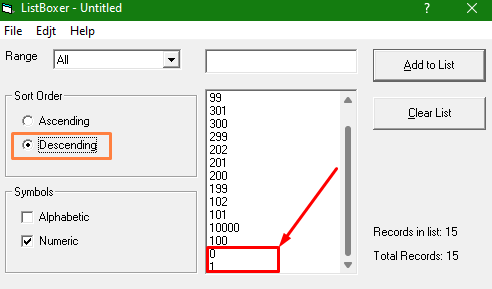 ListBoxer - Untitled
?
File Edjt Help
Range
All
Add to List
Sort Order
Ascending
Descending
99
301
300
299
202
201
200
199
102
101
10000
100
0
1
Clear List
Symbols
Alphabetic
Numeric
Records in list: 15
Total Records: 15